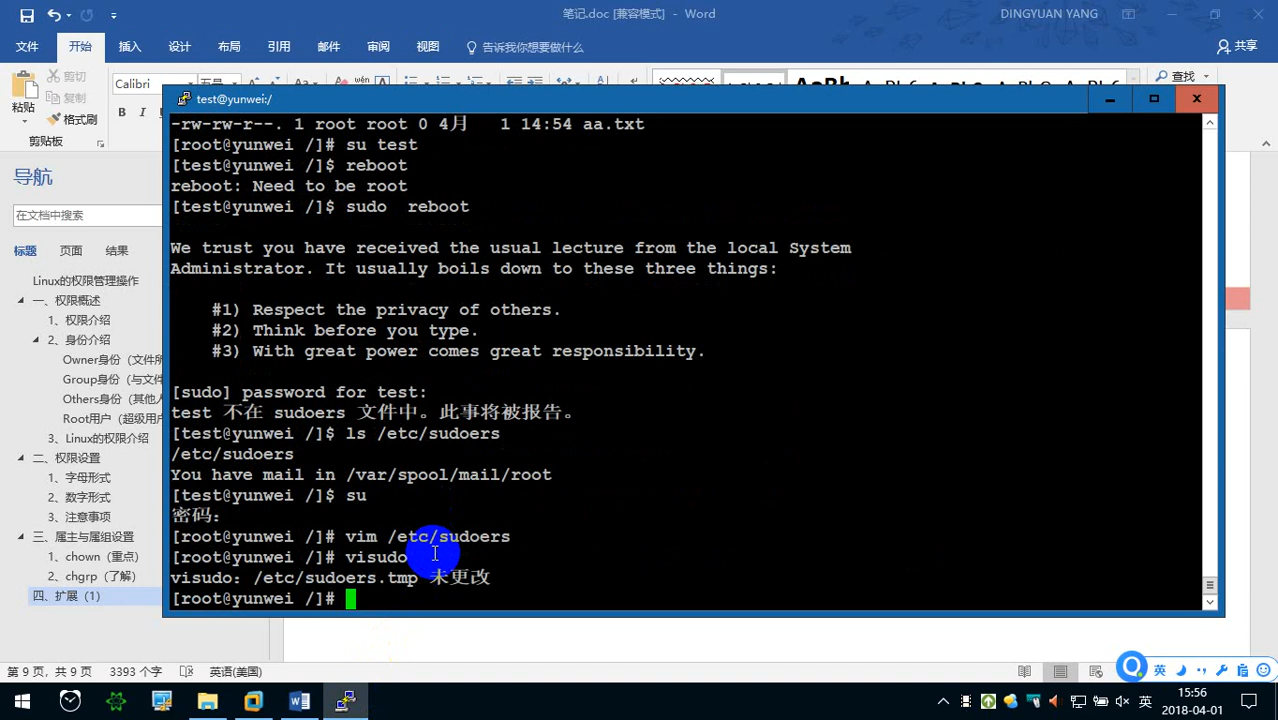 笔记.doc [兼容模式] - Word
DINGYUAN YANG
文件 开始 插入 设计 布局 引用 邮件 审阅 视图 告诉我你想要做什么 共享
粘贴
剪切
复制
格式刷
剪贴板
Calibri
B I
查找
导航
在文档中搜索
标题 页面 结果
Linux的权限管理操作
一、权限概述
1、权限介绍
2、身份介绍
Owner身份（文件所
Group身份（与文件
Others身份（其他人
Root用户（超级用户
3、Linux的权限介绍
二、权限设置
1、字母形式
2、数字形式
3、注意事项
三、属主与属组设置
1、chown（重点）
2、chgrp（了解）
四、扩展（1）
test@yunwei:/
-rw-rw-r--. 1 root root 0 4月 1 14:54 aa.txt
[root@yunwei /]# su test
[test@yunwei /]$ reboot
reboot: Need to be root
[test@yunwei /]$ sudo  reboot
We trust you have received the usual lecture from the local System
Administrator. It usually boils down to these three things:
#1) Respect the privacy of others.
#2) Think before you type.
#3) With great power comes great responsibility.
[sudo] password for test:
test 不在 sudoers 文件中。此事将被报告。
[test@yunwei /]$ ls /etc/sudoers
/etc/sudoers
You have mail in /var/spool/mail/root
[test@yunwei /]$ su
密码：
[root@yunwei /]# vim /etc/sudoers
[root@yunwei /]# visudo
visudo：/etc/sudoers.tmp 未更改
[root@yunwei /]#
第 9 页，共 9 页 3393 个字 英语(美国)
英
英
15:56
2018-04-01